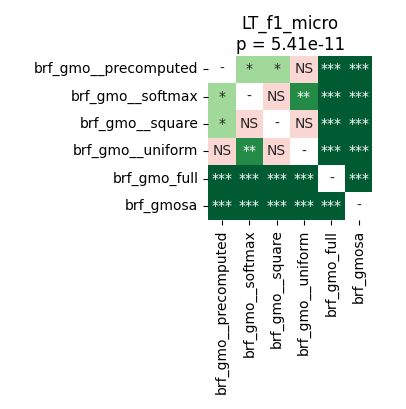 LT_f1_micro
p = 5.41e-11
brf_gmo__precomputed - * * NS *** ***
brf_gmo__softmax * - NS ** *** ***
brf_gmo__square * NS - NS *** ***
brf_gmo__uniform NS ** NS - *** ***
brf_gmo_full *** *** *** *** - ***
brf_gmosa *** *** *** *** *** -
brf_gmo__precomputed
brf_gmo__softmax
brf_gmo__square
brf_gmo__uniform
brf_gmo_full
brf_gmosa